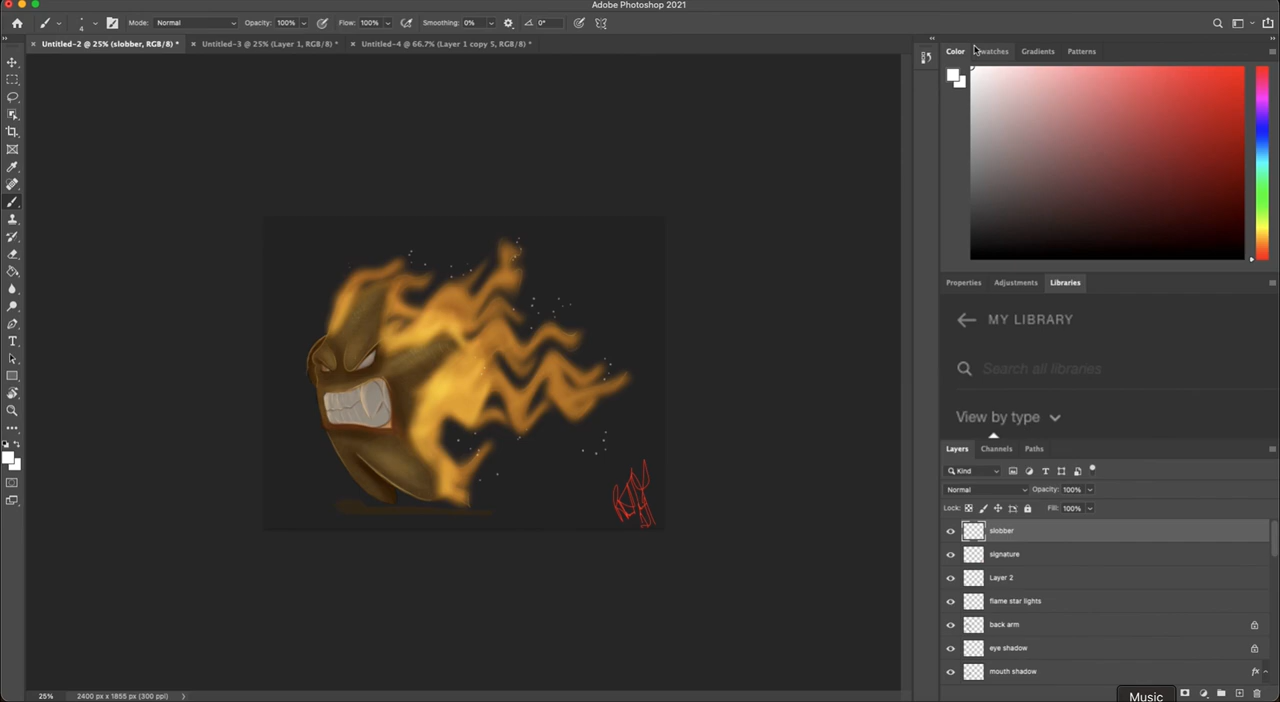 Adobe Photoshop 2021
Mode: Normal Opacity: 100% Flow: 100% Smoothing: 0% 0°
4
× Untitled-2 @ 25% (slobber, RGB/8) * × Untitled-3 @ 25% (Layer 1, RGB/8) * × Untitled-4 @ 66.7% (Layer 1 copy 5, RGB/8) *
Color Swatches Gradients Patterns
Properties Adjustments Libraries
MY LIBRARY
Search all libraries
View by type
Layers Channels Paths
Kind
Normal Opacity: 100%
Lock: Fill: 100%
slobber
signature
Layer 2
flame star lights
back arm
eye shadow
mouth shadow fx
25% 2400 px x 1855 px (300 ppi)
Music